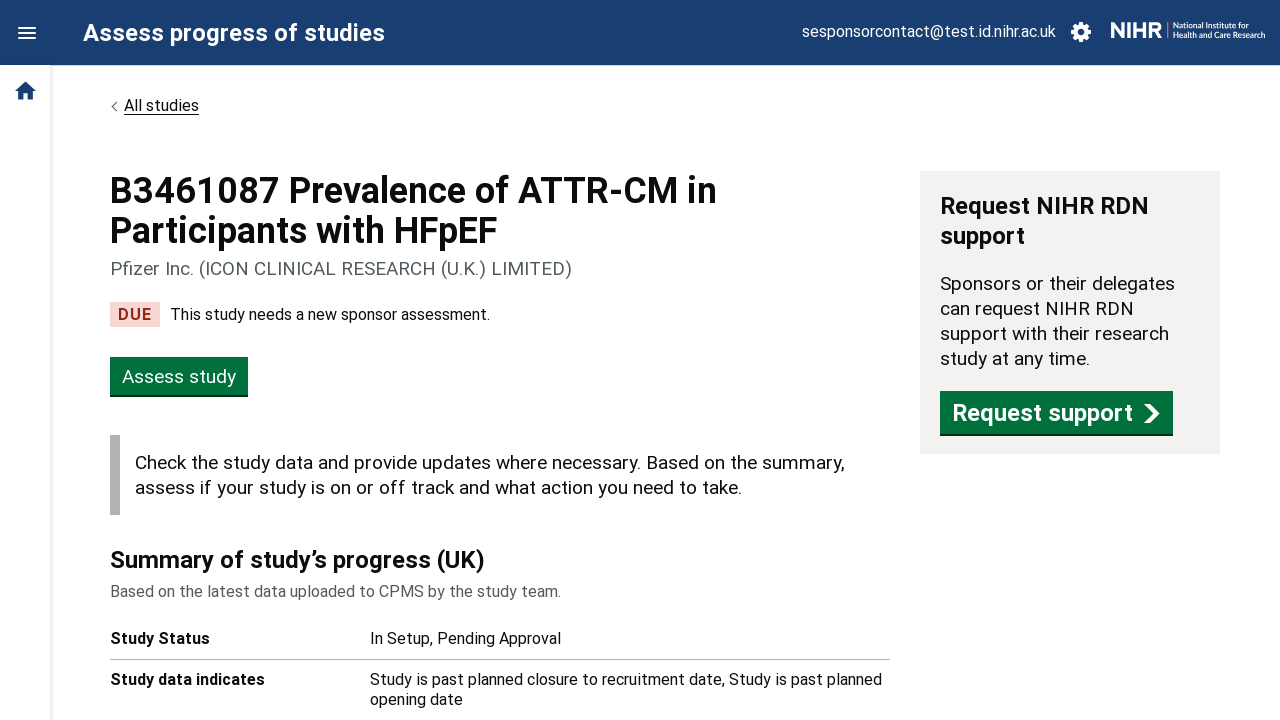 Assess progress of studies
sesponsorcontact@test.id.nihr.ac.uk
NIHR
National Institute for
Health and Care Research
All studies
B3461087 Prevalence of ATTR-CM in
Participants with HFpEF
Pfizer Inc. (ICON CLINICAL RESEARCH (U.K.) LIMITED)
DUE This study needs a new sponsor assessment.
Assess study
Check the study data and provide updates where necessary. Based on the summary,
assess if your study is on or off track and what action you need to take.
Summary of study’s progress (UK)
Based on the latest data uploaded to CPMS by the study team.
Study Status In Setup, Pending Approval
Study data indicates Study is past planned closure to recruitment date, Study is past planned
opening date
Request NIHR RDN
support
Sponsors or their delegates
can request NIHR RDN
support with their research
study at any time.
Request support